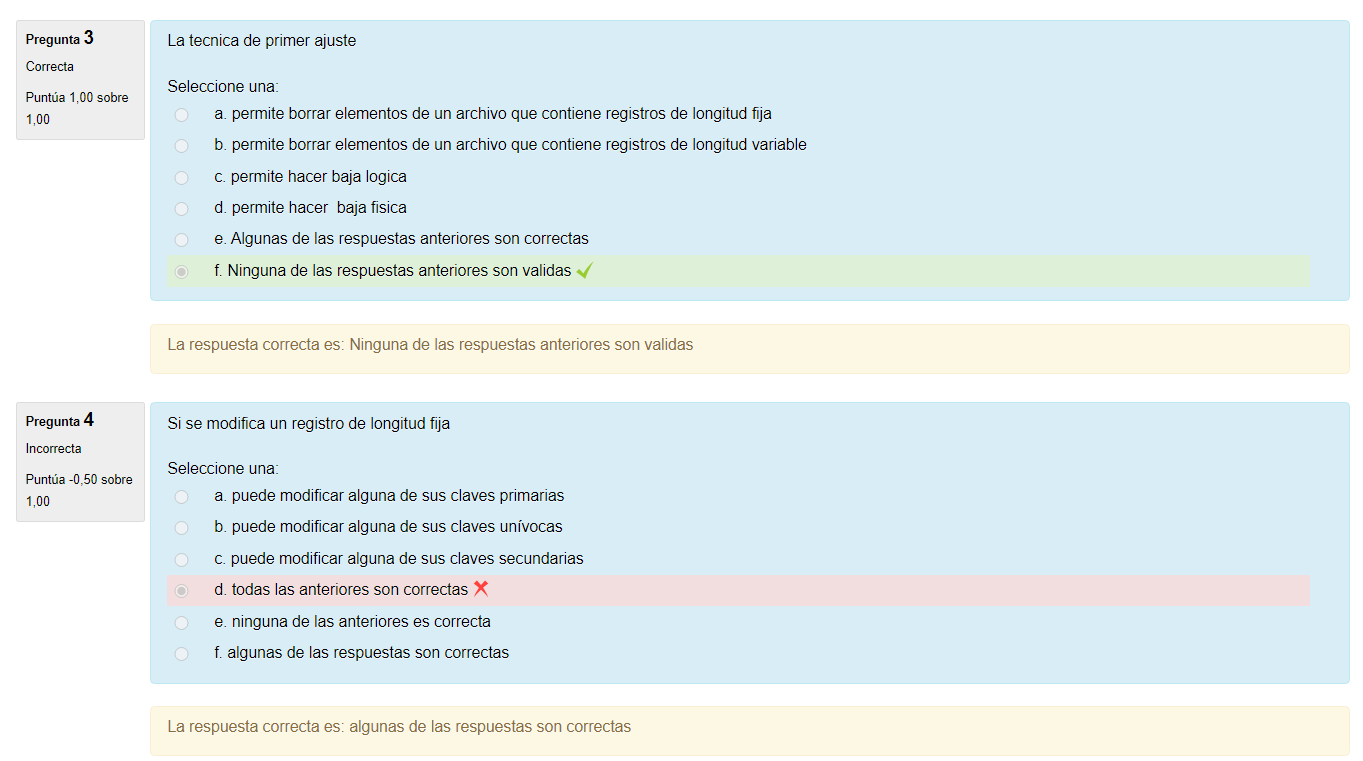 Pregunta 3
Correcta
Puntúa 1,00 sobre
1,00
La tecnica de primer ajuste
Seleccione una:
a. permite borrar elementos de un archivo que contiene registros de longitud fija
b. permite borrar elementos de un archivo que contiene registros de longitud variable
c. permite hacer baja logica
d. permite hacer  baja fisica
e. Algunas de las respuestas anteriores son correctas
f. Ninguna de las respuestas anteriores son validas
La respuesta correcta es: Ninguna de las respuestas anteriores son validas
Pregunta 4
Incorrecta
Puntúa -0,50 sobre
1,00
Si se modifica un registro de longitud fija
Seleccione una:
a. puede modificar alguna de sus claves primarias
b. puede modificar alguna de sus claves unívocas
c. puede modificar alguna de sus claves secundarias
d. todas las anteriores son correctas
e. ninguna de las anteriores es correcta
f. algunas de las respuestas son correctas
La respuesta correcta es: algunas de las respuestas son correctas